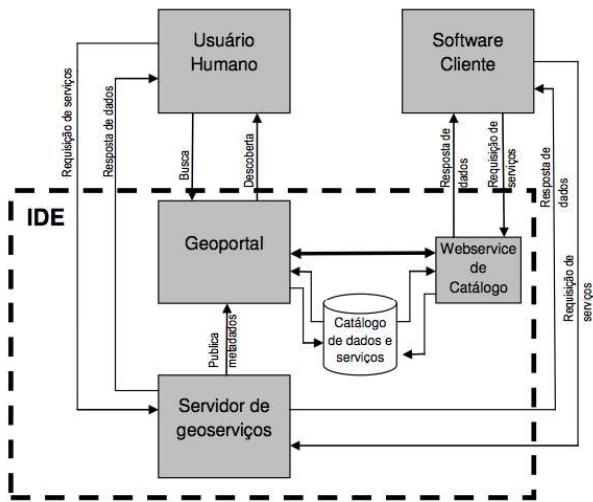 Usuário
Humano
Software
Cliente
Requisição de serviços
Resposta de dados
Busca
Descoberta
Resposta de
dados
Requisição de
serviços
Resposta de
dados
Requisição de
serviços
IDE
Geoportal
Webservice
de
Catálogo
Catálogo
de dados e
serviços
Publica
metadados
Servidor de
geoserviços